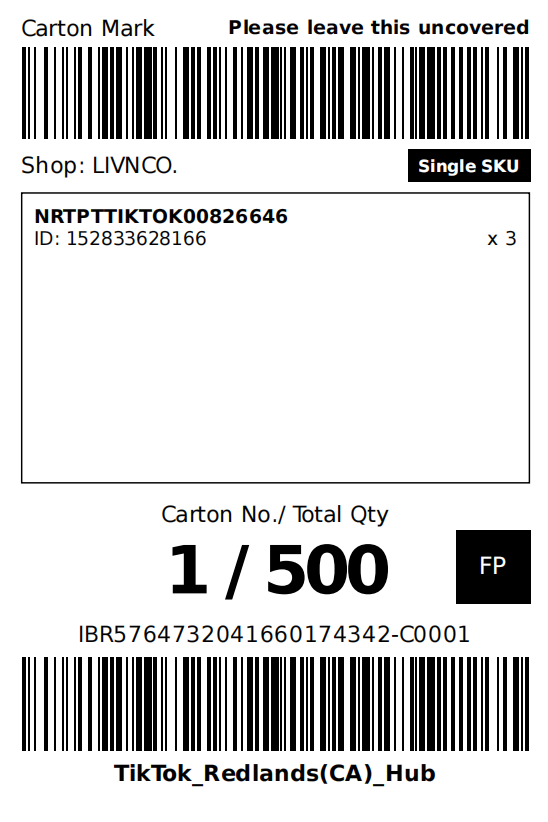 Carton Mark Please leave this uncovered
Shop: LIVNCO. Single SKU
NRTPTTIKTOK00826646
ID: 152833628166 x 3
Carton No./ Total Qty
1 / 500 FP
IBR5764732041660174342-C0001
TikTok_Redlands(CA)_Hub